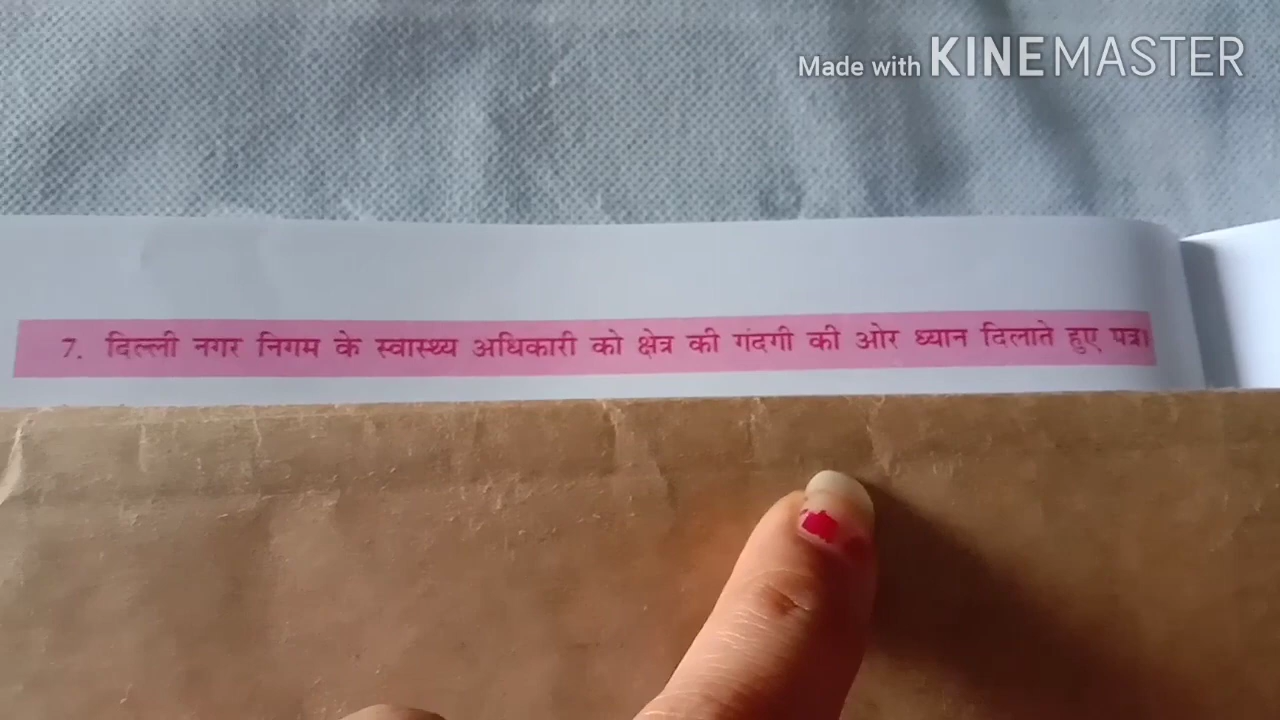 Made with KINEMASTER
7. दिल्ली नगर निगम के स्वास्थ्य अधिकारी को क्षेत्र की गंदगी की ओर ध्यान दिलाते हुए पत्र।